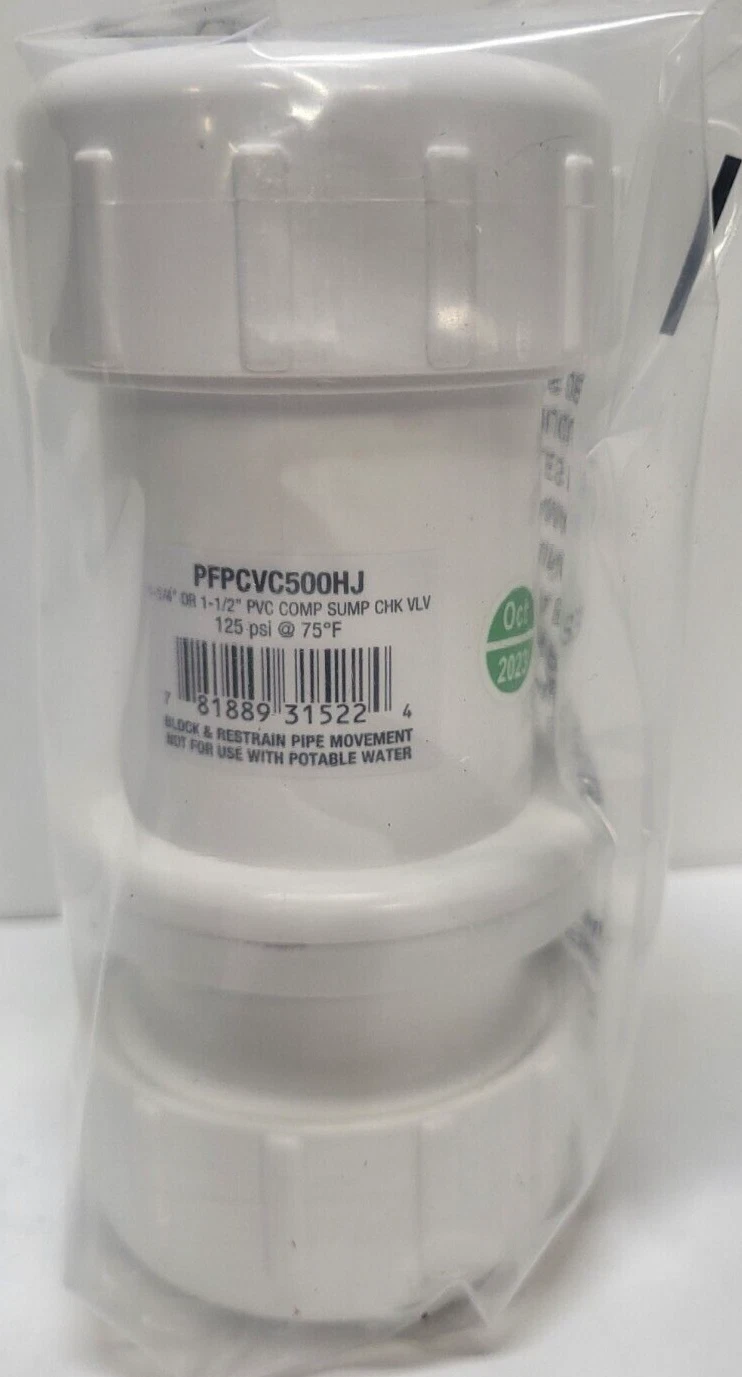 PFPCVC500HJ
OR 1-1/2" PVC COMP SUMP CHK VLV
125 psi @ 75°F
7 81889 31522 4
BLOCK & RESTRAIN PIPE MOVEMENT
NOT FOR USE WITH POTABLE WATER
Oct
2023